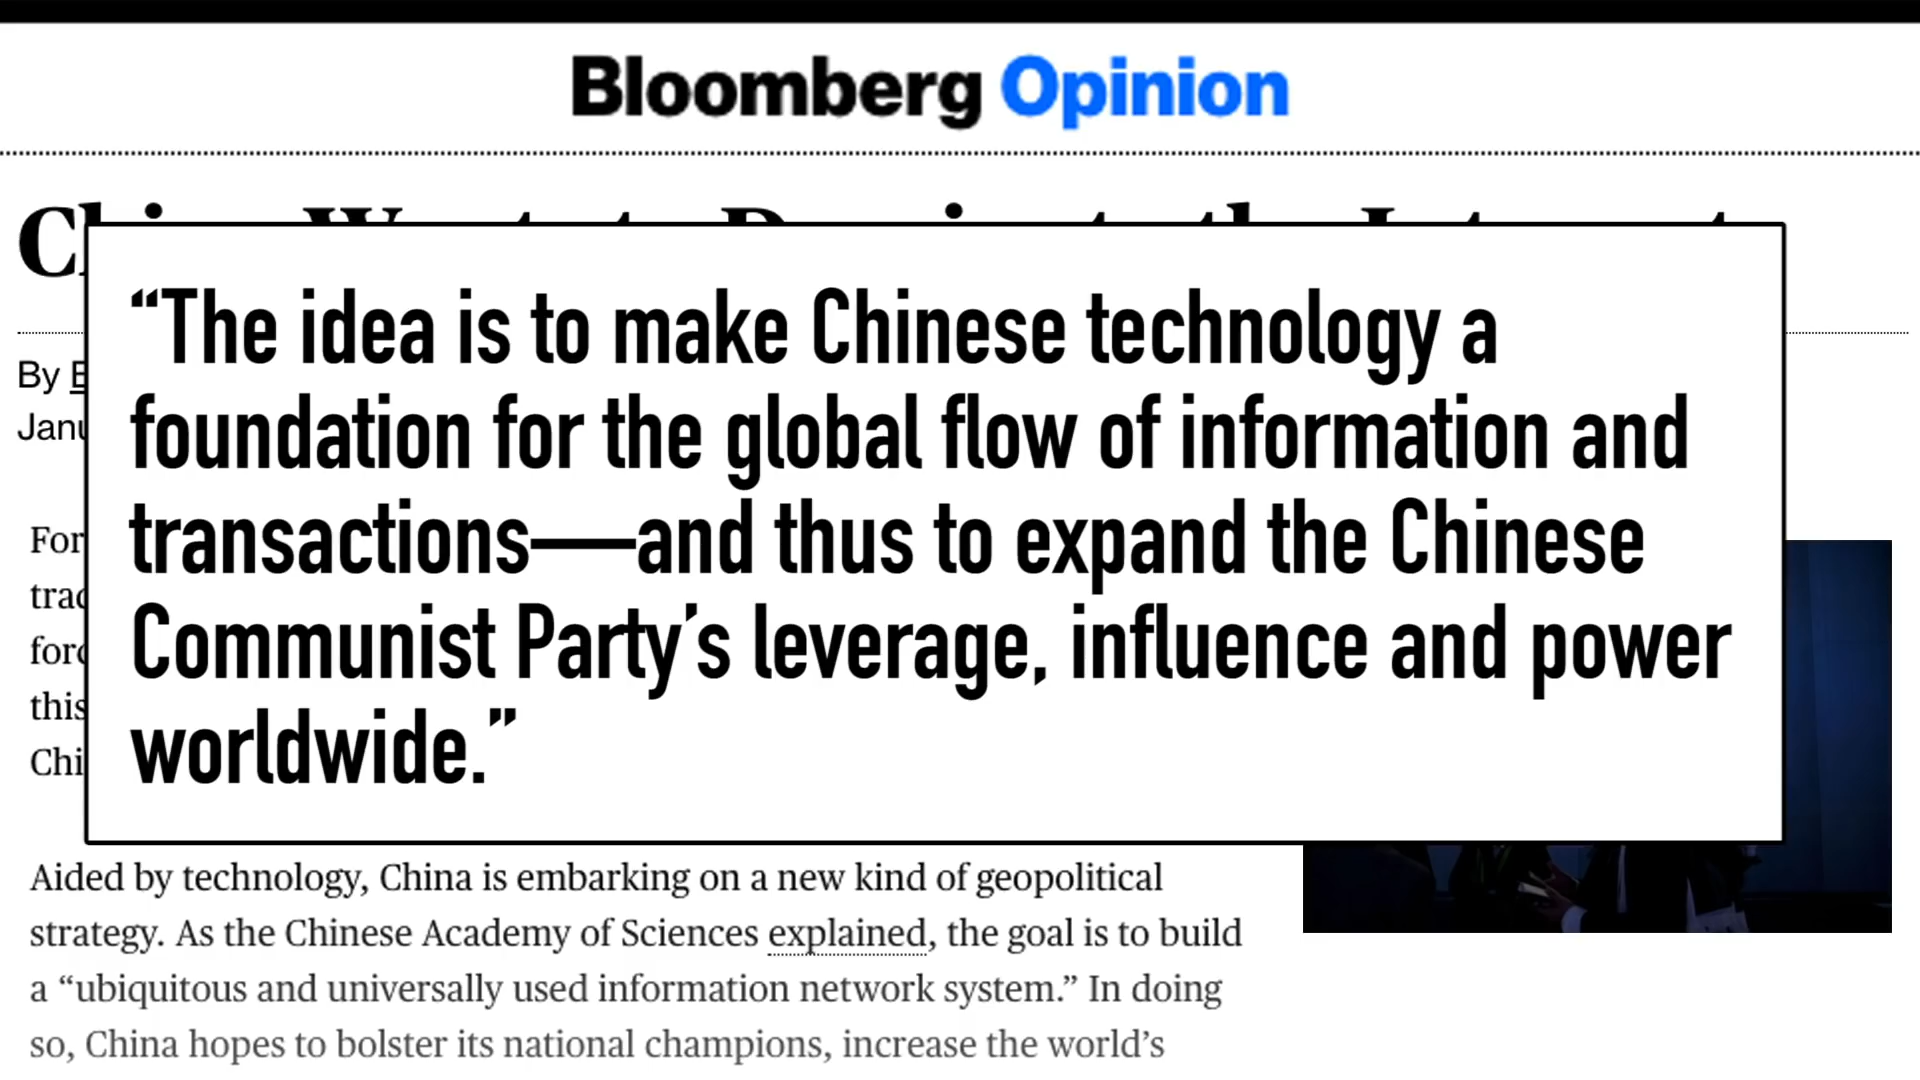 Bloomberg Opinion
“The idea is to make Chinese technology a
foundation for the global flow of information and
transactions—and thus to expand the Chinese
Communist Party’s leverage, influence and power
worldwide.”
By
Aided by technology, China is embarking on a new kind of geopolitical
strategy. As the Chinese Academy of Sciences explained, the goal is to build
a “ubiquitous and universally used information network system.” In doing
so, China hopes to bolster its national champions, increase the world’s